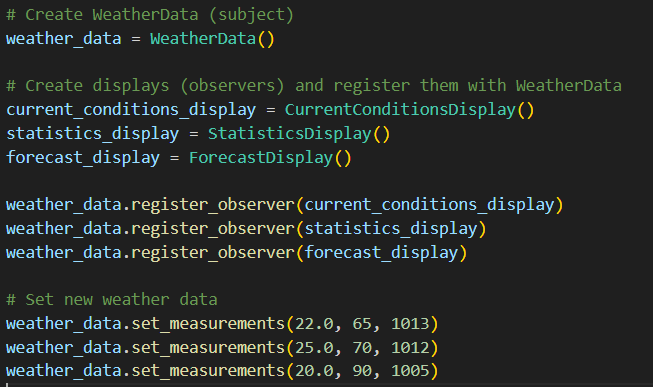 # Create WeatherData (subject)
weather_data = WeatherData()
# Create displays (observers) and register them with WeatherData
current_conditions_display = CurrentConditionsDisplay()
statistics_display = StatisticsDisplay()
forecast_display = ForecastDisplay()
weather_data.register_observer(current_conditions_display)
weather_data.register_observer(statistics_display)
weather_data.register_observer(forecast_display)
# Set new weather data
weather_data.set_measurements(22.0, 65, 1013)
weather_data.set_measurements(25.0, 70, 1012)
weather_data.set_measurements(20.0, 90, 1005)